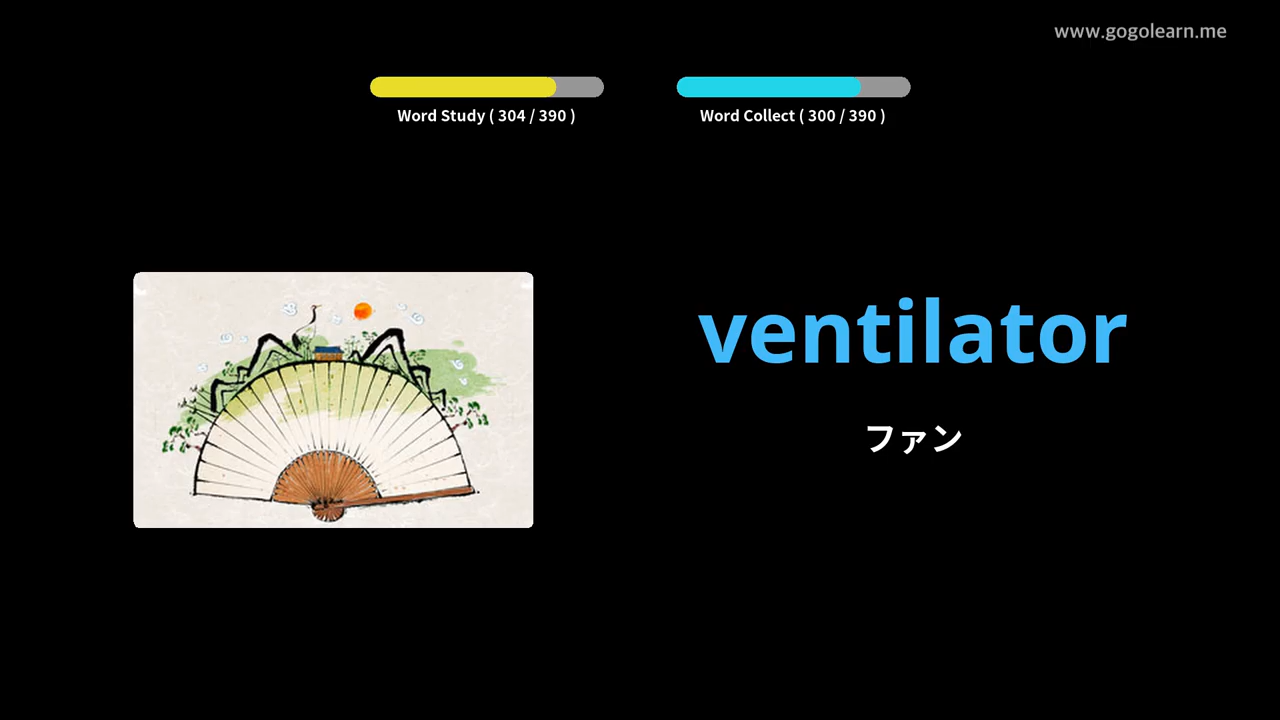 www.gogolearn.me
Word Study ( 304 / 390 )
Word Collect ( 300 / 390 )
ventilator
ファン